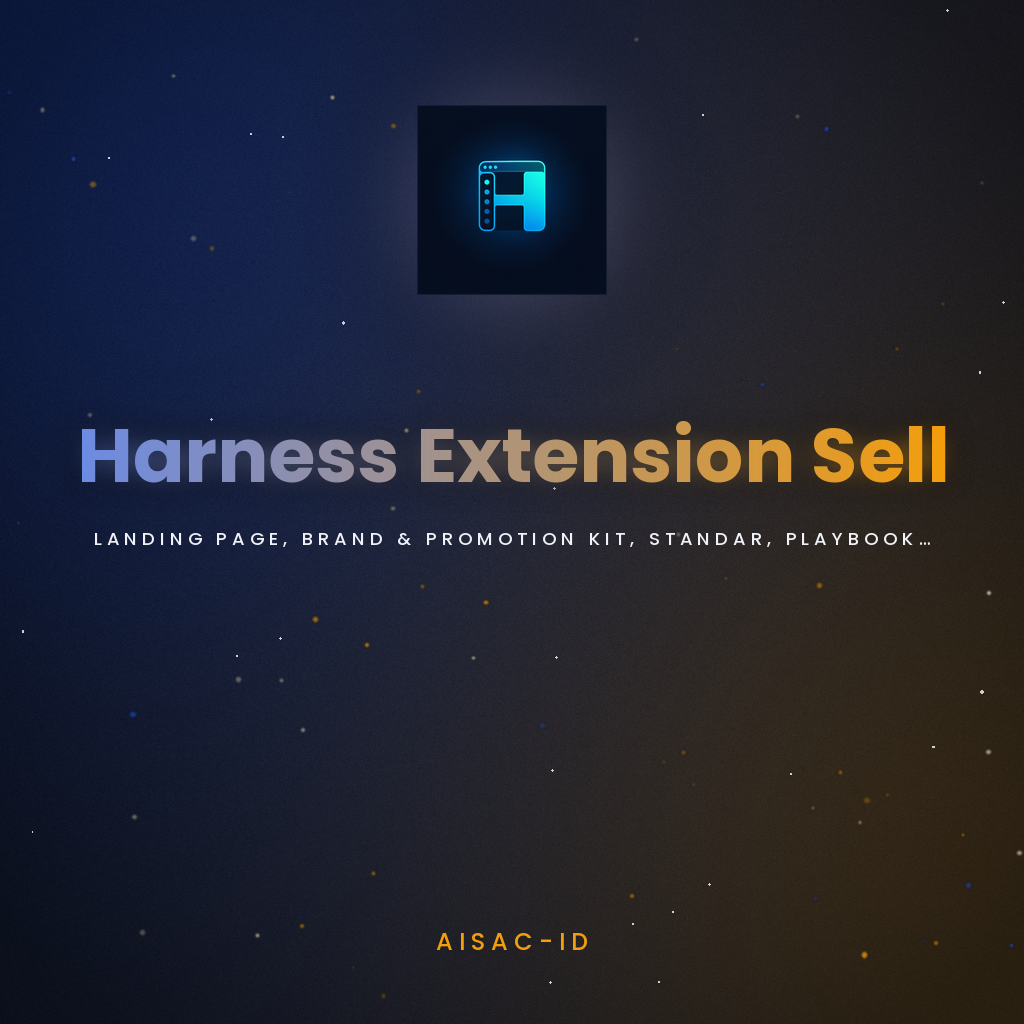 Harness Extension Sell
LANDING PAGE, BRAND & PROMOTION KIT, STANDAR, PLAYBOOK…
AISAC-ID